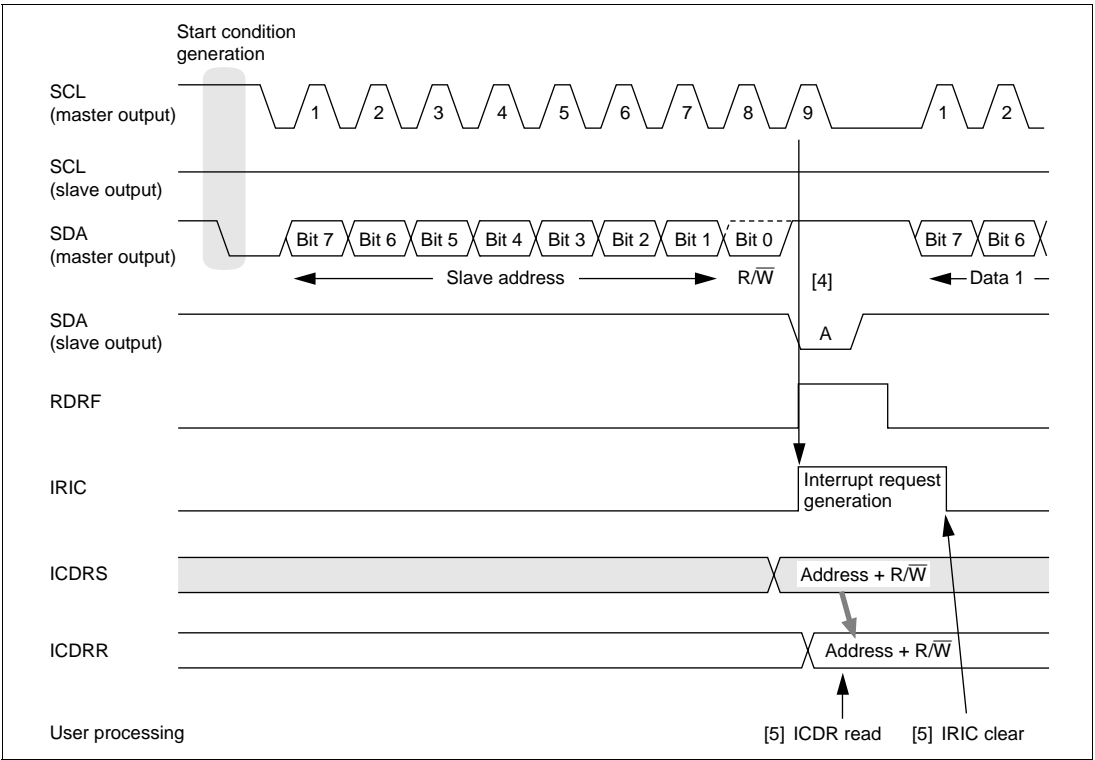 Start condition
generation
SCL
(master output)
1 2 3 4 5 6 7 8 9 1 2
SCL
(slave output)
SDA
(master output)
Bit 7 Bit 6 Bit 5 Bit 4 Bit 3 Bit 2 Bit 1 Bit 0 Bit 7 Bit 6
Slave address R/W̅ [4] Data 1
SDA
(slave output)
A
RDRF
IRIC
Interrupt request
generation
ICDRS
Address + R/W̅
ICDRR
Address + R/W̅
User processing
[5] ICDR read [5] IRIC clear